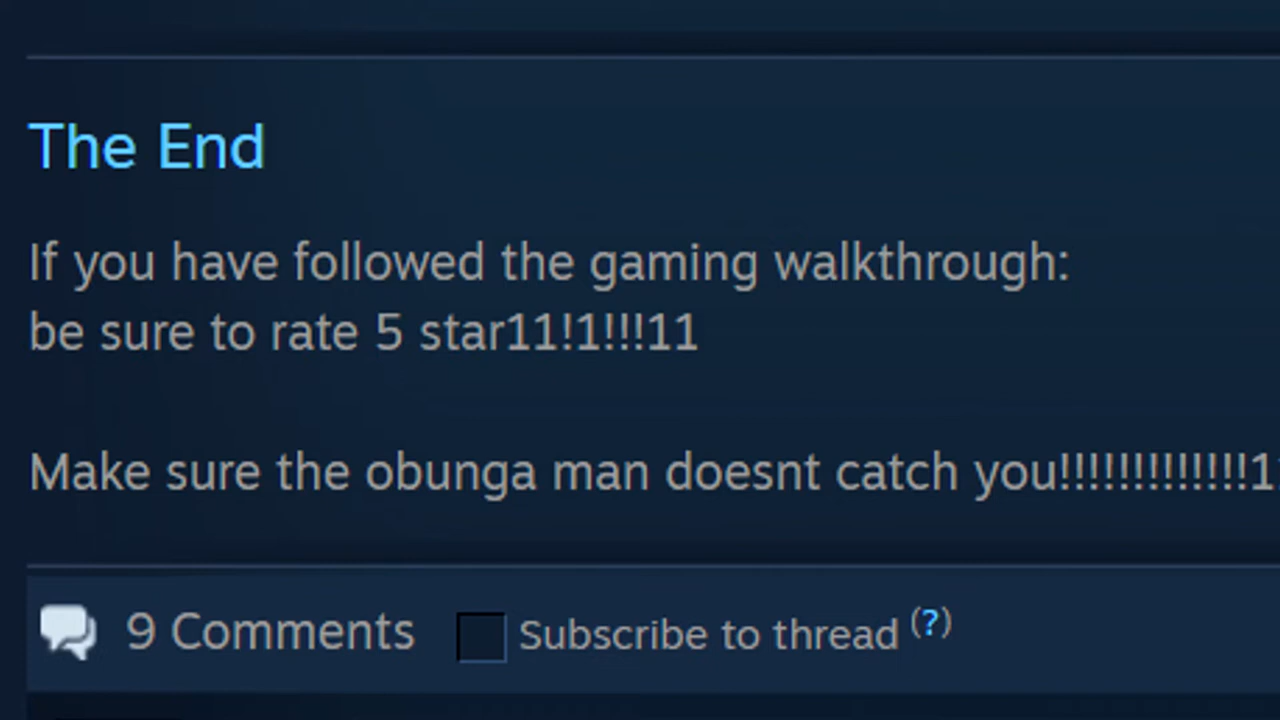 The End
If you have followed the gaming walkthrough:
be sure to rate 5 star11!1!!!11
Make sure the obunga man doesnt catch you!!!!!!!!!!!!!1
9 Comments
Subscribe to thread (?)